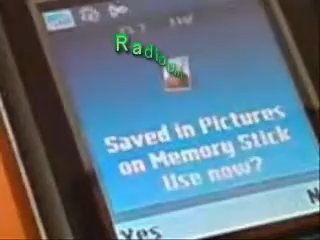 Saved in Pictures
on Memory Stick
Use now?
Yes